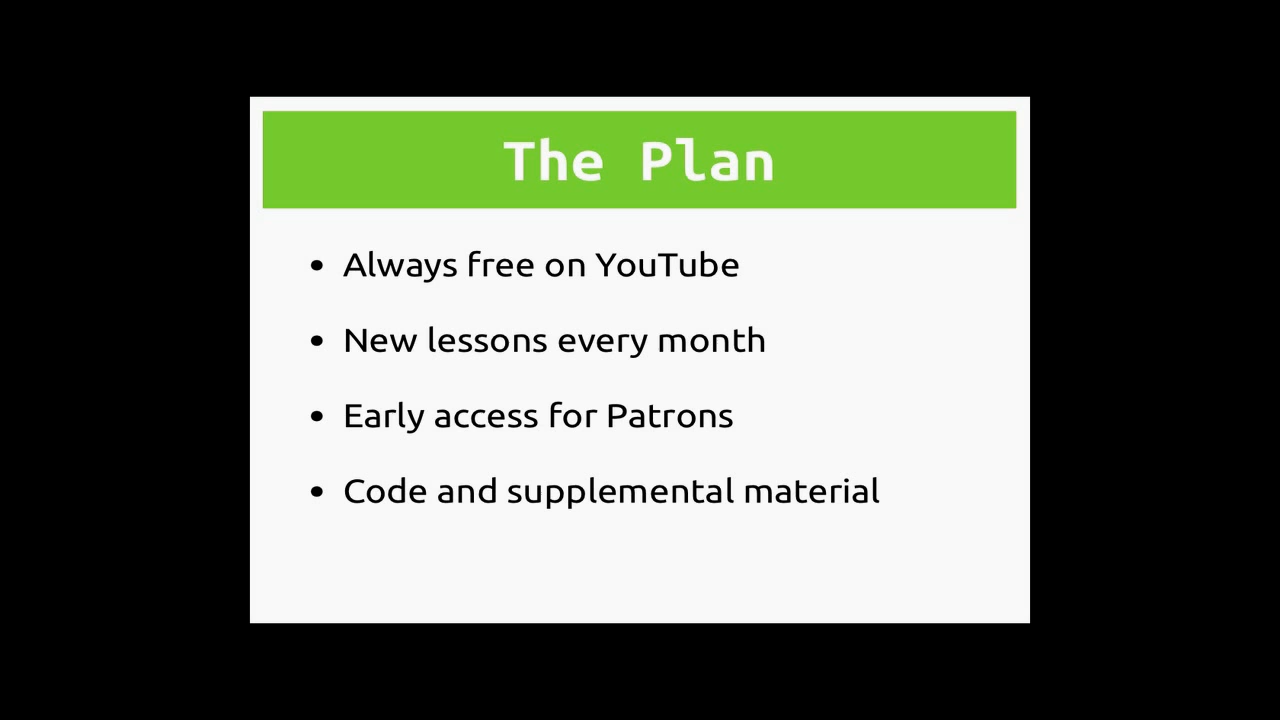 The Plan
• Always free on YouTube
• New lessons every month
• Early access for Patrons
• Code and supplemental material